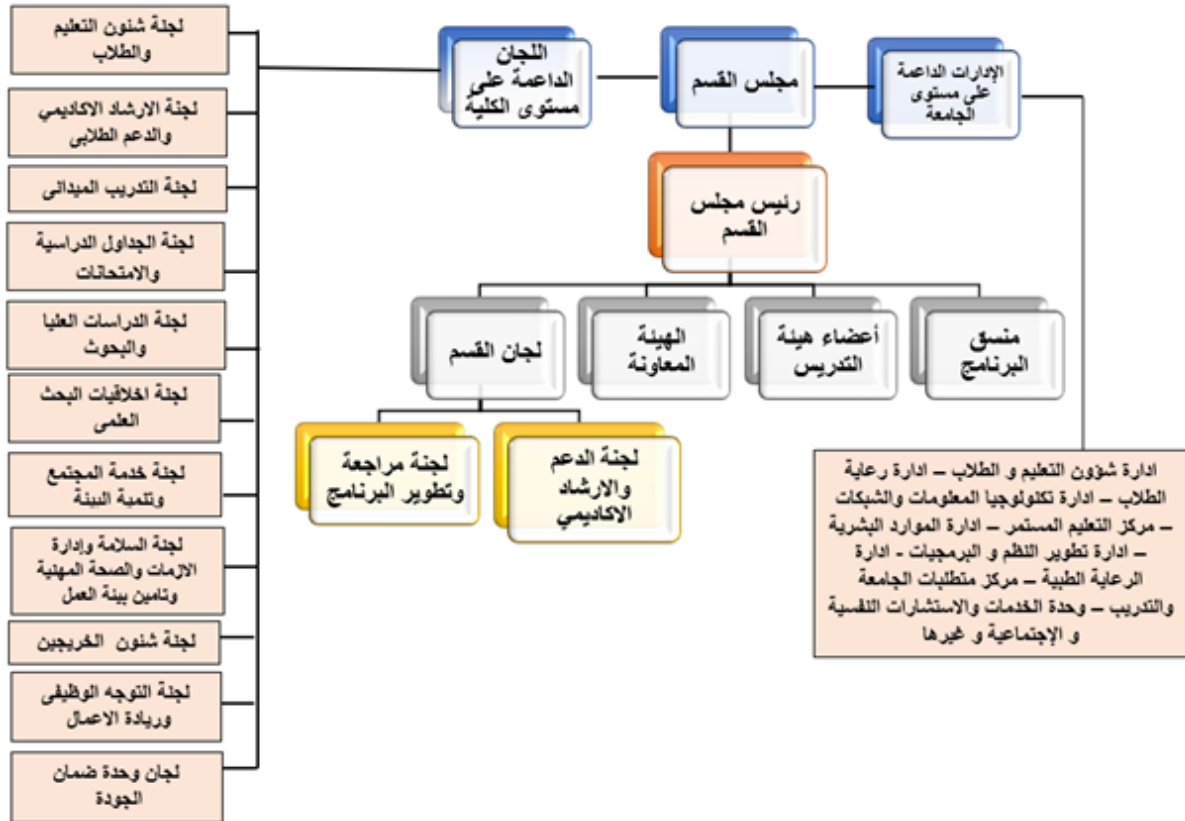 الإدارات الداعمة
على مستوى
الجامعة
مجلس القسم
اللجان
الداعمة على
مستوى الكلية
رئيس مجلس
القسم
منسق
البرنامج
أعضاء هيئة
التدريس
الهيئة
المعاونة
لجان القسم
لجنة الدعم
والارشاد
الاكاديمي
لجنة مراجعة
وتطوير البرنامج
ادارة شؤون التعليم و الطلاب – ادارة رعاية
الطلاب – ادارة تكنولوجيا المعلومات والشبكات
– مركز التعليم المستمر – ادارة الموارد البشرية
– ادارة تطوير النظم و البرمجيات - ادارة
الرعاية الطبية – مركز متطلبات الجامعة
والتدريب – وحدة الخدمات والاستشارات النفسية
و الإجتماعية و غيرها
لجنة شئون التعليم
والطلاب
لجنة الارشاد الاكاديمي
والدعم الطلابى
لجنة التدريب الميدانى
لجنة الجداول الدراسية
والامتحانات
لجنة الدراسات العليا
والبحوث
لجنة اخلاقيات البحث
العلمى
لجنة خدمة المجتمع
وتنمية البيئة
لجنة السلامة وإدارة
الازمات والصحة المهنية
وتامين بيئة العمل
لجنة شئون الخريجين
لجنة التوجه الوظيفى
وريادة الاعمال
لجان وحدة ضمان
الجودة